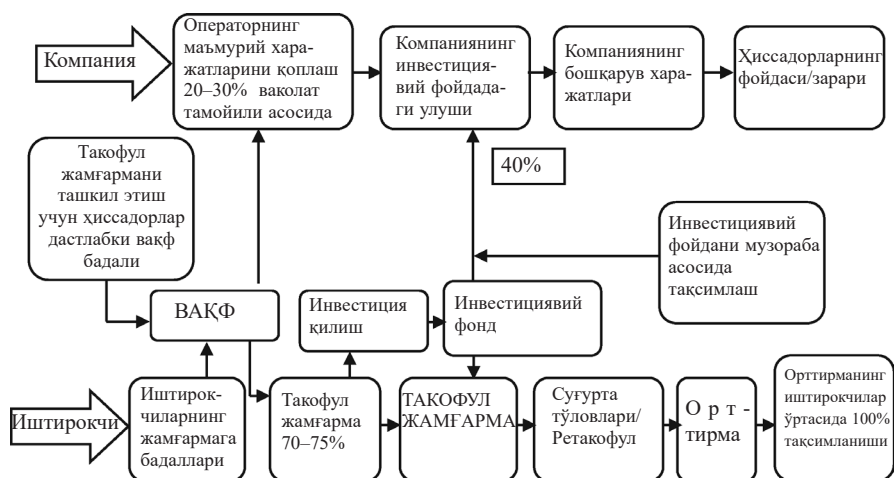 Компания
Операторнинг
маъмурий хара-
жатларини қоплаш
20–30% ваколат
тамойили асосида
Компаниянинг
инвестиция-
вий фойдада-
ги улуши
Компаниянинг
бошқарув хара-
жатлари
Ҳиссадорларнинг
фойдаси/зарари
Такофул
жамғармани
ташкил этиш
учун ҳиссадорлар
дастлабки вақф
бадали
40%
Инвестициявий
фойдани музораба
асосида
тақсимлаш
ВАҚФ
Инвестиция
қилиш
Инвестициявий
фонд
Иштирокчи
Иштирок-
чиларнинг
жамғармага
бадаллари
Такофул
жамғарма
70–75%
ТАКОФУЛ
ЖАМҒАРМА
Суғурта
тўловлари/
Ретакофул
О р т -
тирма
Орттирманинг
иштирокчилар
ўртасида 100%
тақсимланиши